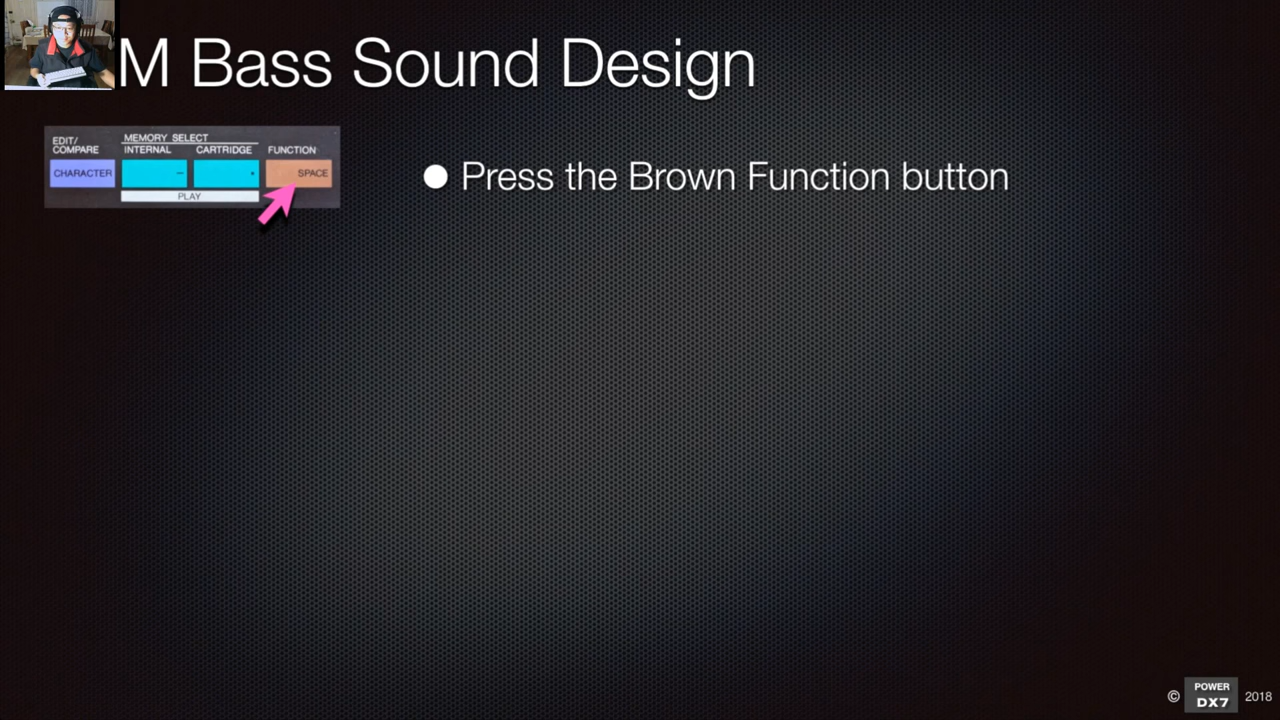 M Bass Sound Design
EDIT/
COMPARE
MEMORY SELECT
INTERNAL
CARTRIDGE
FUNCTION
CHARACTER
−
+
SPACE
PLAY
● Press the Brown Function button
© POWER
DX7
2018